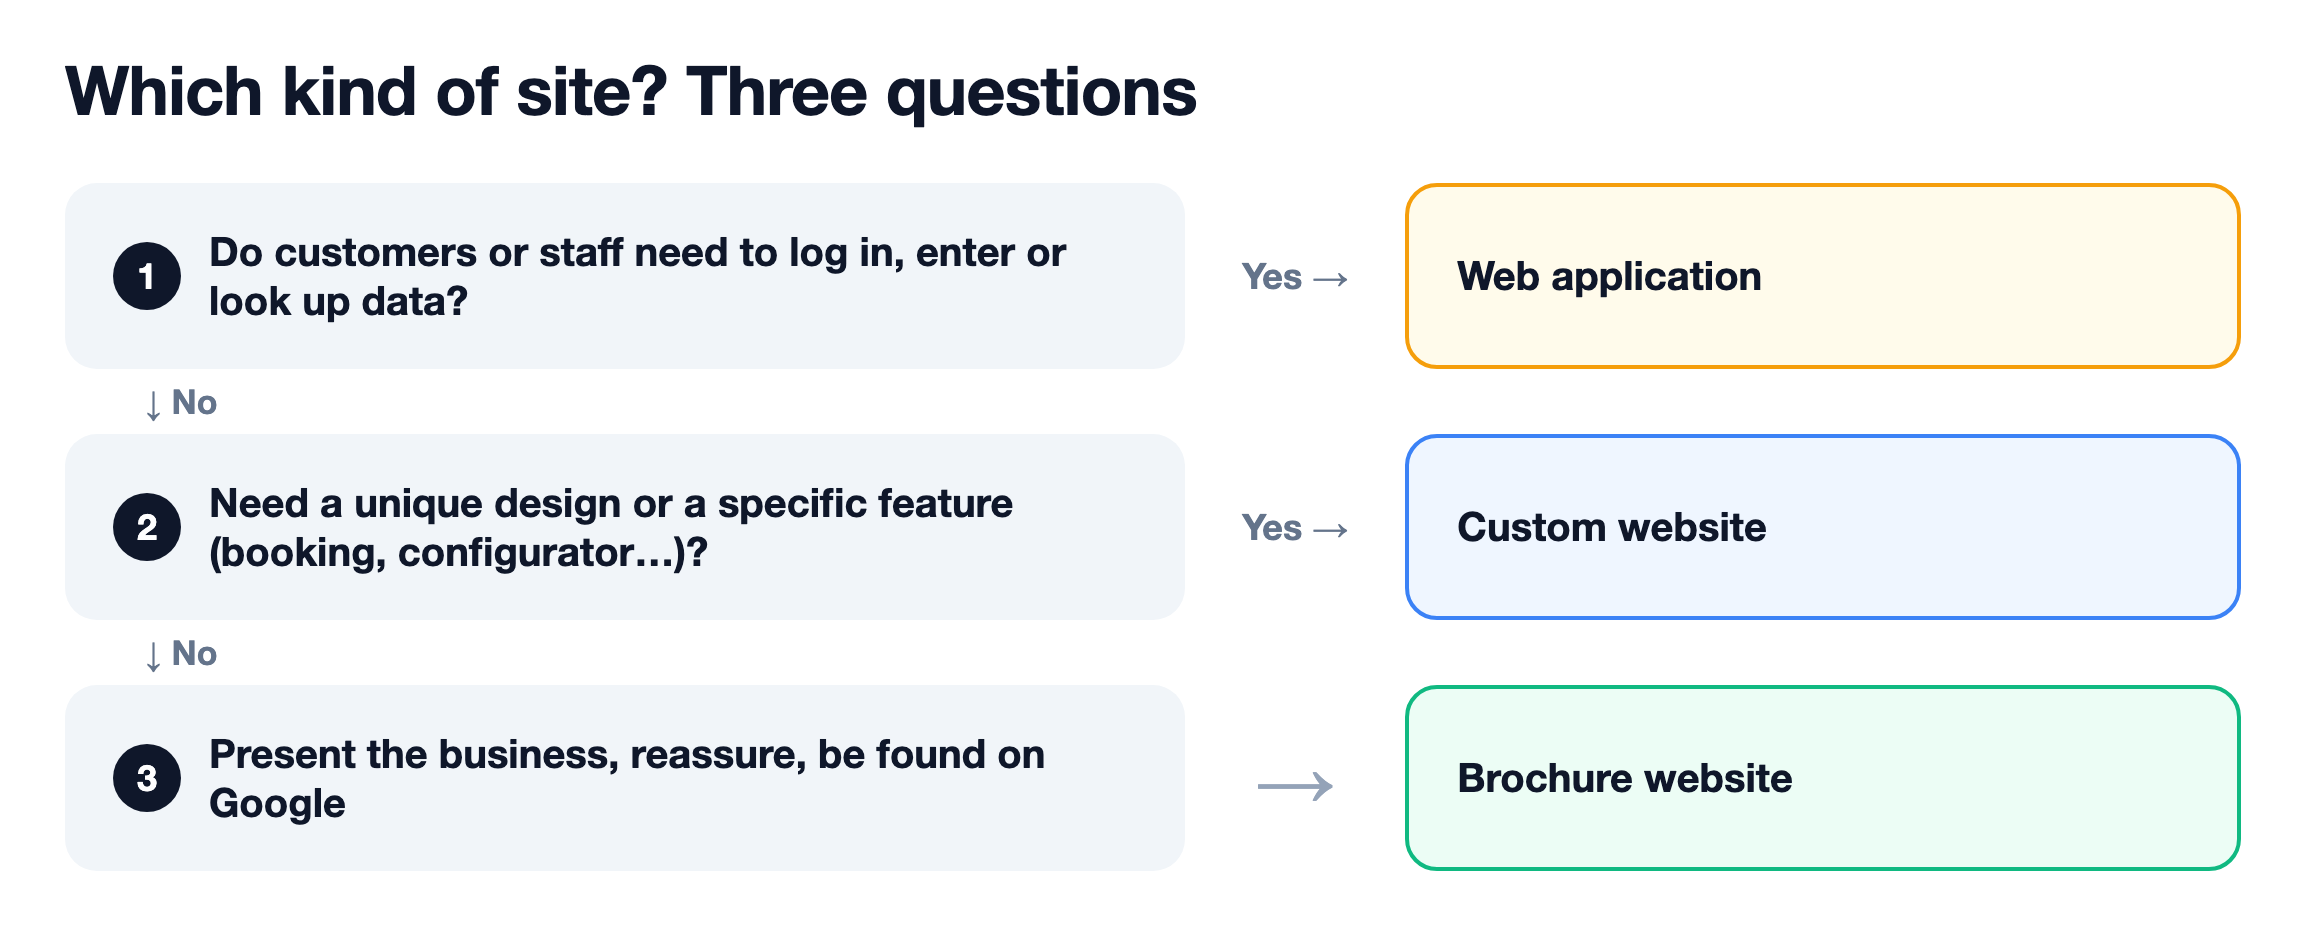 Which kind of site? Three questions
1
Do customers or staff need to log in, enter or
look up data?
Yes →
Web application
↓ No
2
Need a unique design or a specific feature
(booking, configurator…)?
Yes →
Custom website
↓ No
3
Present the business, reassure, be found on
Google
→
Brochure website